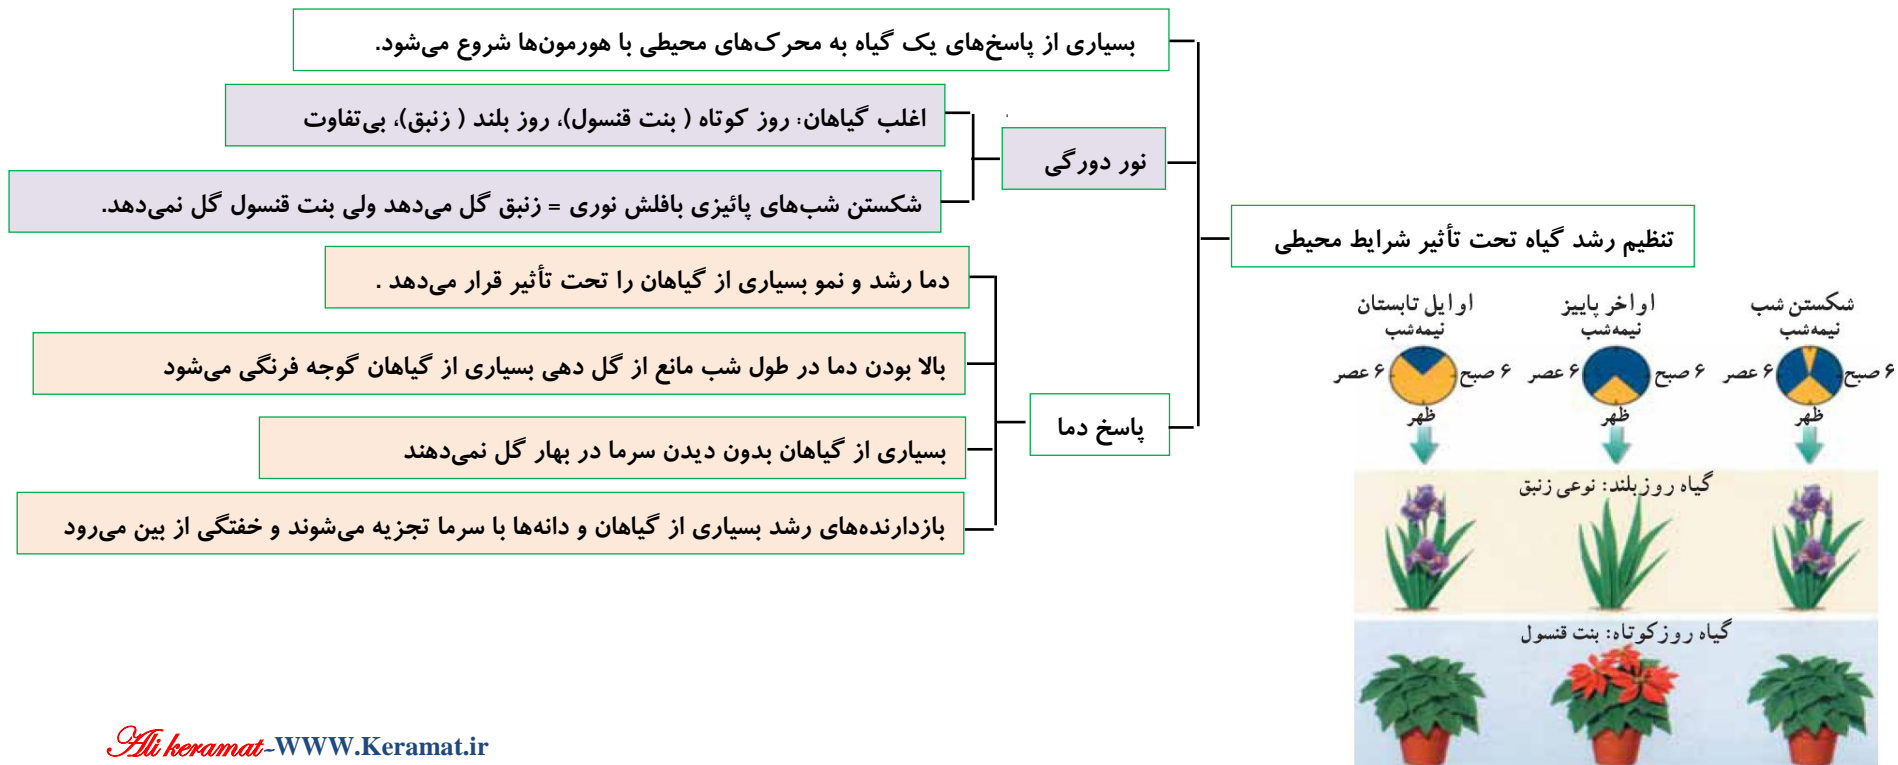 تنظیم رشد گیاه تحت تأثیر شرایط محیطی
بسیاری از پاسخ‌های یک گیاه به محرک‌های محیطی با هورمون‌ها شروع می‌شود.
نور دورگی
اغلب گیاهان: روز کوتاه ( بنت قنسول)، روز بلند ( زنبق)، بی‌تفاوت
شکستن شب‌های پائیزی بافلش نوری = زنبق گل می‌دهد ولی بنت قنسول گل نمی‌دهد.
پاسخ دما
دما رشد و نمو بسیاری از گیاهان را تحت تأثیر قرار می‌دهد .
بالا بودن دما در طول شب مانع از گل دهی بسیاری از گیاهان گوجه فرنگی می‌شود
بسیاری از گیاهان بدون دیدن سرما در بهار گل نمی‌دهند
بازدارنده‌های رشد بسیاری از گیاهان و دانه‌ها با سرما تجزیه می‌شوند و خفتگی از بین می‌رود
شکستن شب
نیمه‌شب
۶ صبح
۶ عصر
ظهر
اواخر پاییز
نیمه‌شب
۶ صبح
۶ عصر
ظهر
اوایل تابستان
نیمه‌شب
۶ صبح
۶ عصر
ظهر
گیاه روزبلند: نوعی زنبق
گیاه روزکوتاه: بنت قنسول
Ali keramat-WWW.Keramat.ir